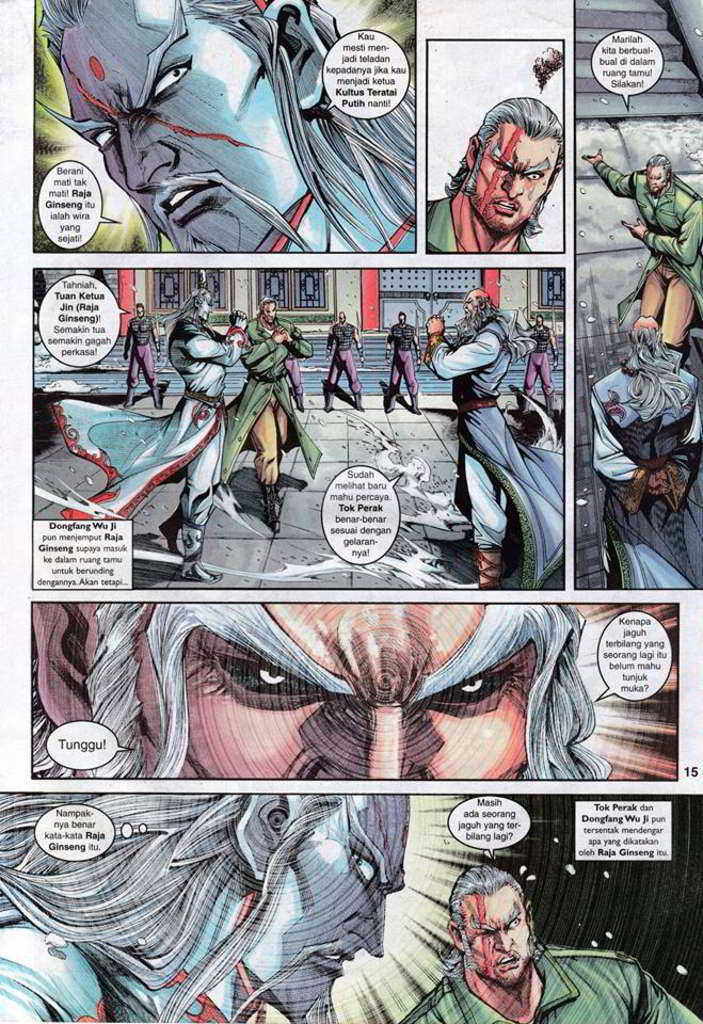 Kau
mesti men-
jadi teladan
kepadanya jika kau
menjadi ketua
Kultus Teratai
Putih nanti!
Berani
mati tak
mati! Raja
Ginseng itu
ialah wira
yang
sejati!
Marilah
kita berbual-
bual di dalam
ruang tamu!
Silakan!
Tahniah,
Tuan Ketua
Jin (Raja
Ginseng)!
Semakin tua
semakin gagah
perkasa!
Sudah
melihat baru
mahu percaya.
Tok Perak
benar-benar
sesuai dengan
gelaran-
nya!
Dongfang Wu Ji
pun menjemput Raja
Ginseng supaya masuk
ke dalam ruang tamu
untuk berunding
dengannya. Akan tetapi...
Kenapa
jaguh
terbilang yang
seorang lagi itu
belum mahu
tunjuk
muka?
Tunggu!
15
Nampak-
nya benar
kata-kata Raja
Ginseng itu.
Masih
ada seorang
jaguh yang ter-
bilang lagi?
Tok Perak dan
Dongfang Wu Ji pun
tersentak mendengar
apa yang dikatakan
oleh Raja Ginseng itu.